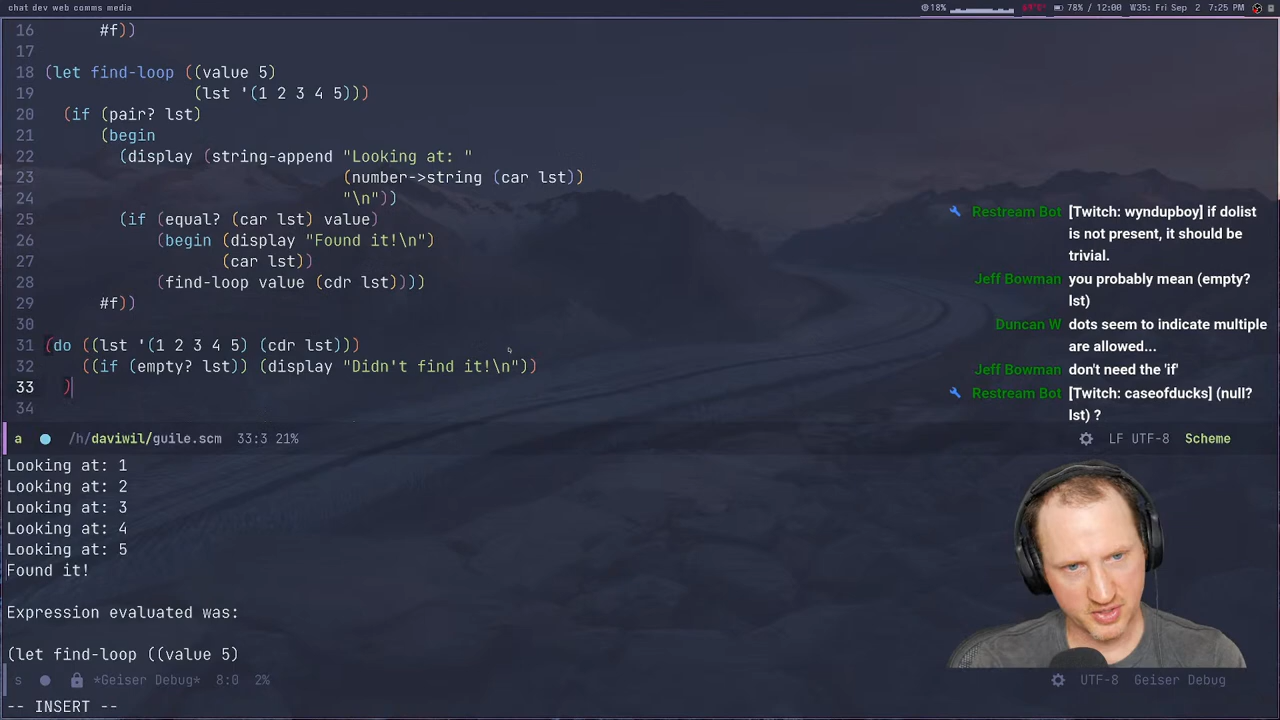 chat dev web comms media
18%
78% / 12:00
W35: Fri Sep 2 7:25 PM
16 #f))
17
18 (let find-loop ((value 5)
19 (lst '(1 2 3 4 5)))
20 (if (pair? lst)
21 (begin
22 (display (string-append "Looking at: "
23 (number->string (car lst))
24 "\n"))
25 (if (equal? (car lst) value)
26 (begin (display "Found it!\n")
27 (car lst))
28 (find-loop value (cdr lst))))
29 #f))
30
31 (do ((lst '(1 2 3 4 5) (cdr lst)))
32 ((if (empty? lst)) (display "Didn't find it!\n"))
33 )
34
Restream Bot [Twitch: wyndupboy] if dolist
is not present, it should be
trivial.
Jeff Bowman you probably mean (empty?
lst)
Duncan W dots seem to indicate multiple
are allowed...
Jeff Bowman don't need the 'if'
Restream Bot [Twitch: caseofducks] (null?
lst) ?
a /h/daviwil/guile.scm 33:3 21% LF UTF-8 Scheme
Looking at: 1
Looking at: 2
Looking at: 3
Looking at: 4
Looking at: 5
Found it!
Expression evaluated was:
(let find-loop ((value 5)
s *Geiser Debug* 8:0 2% UTF-8 Geiser Debug
-- INSERT --